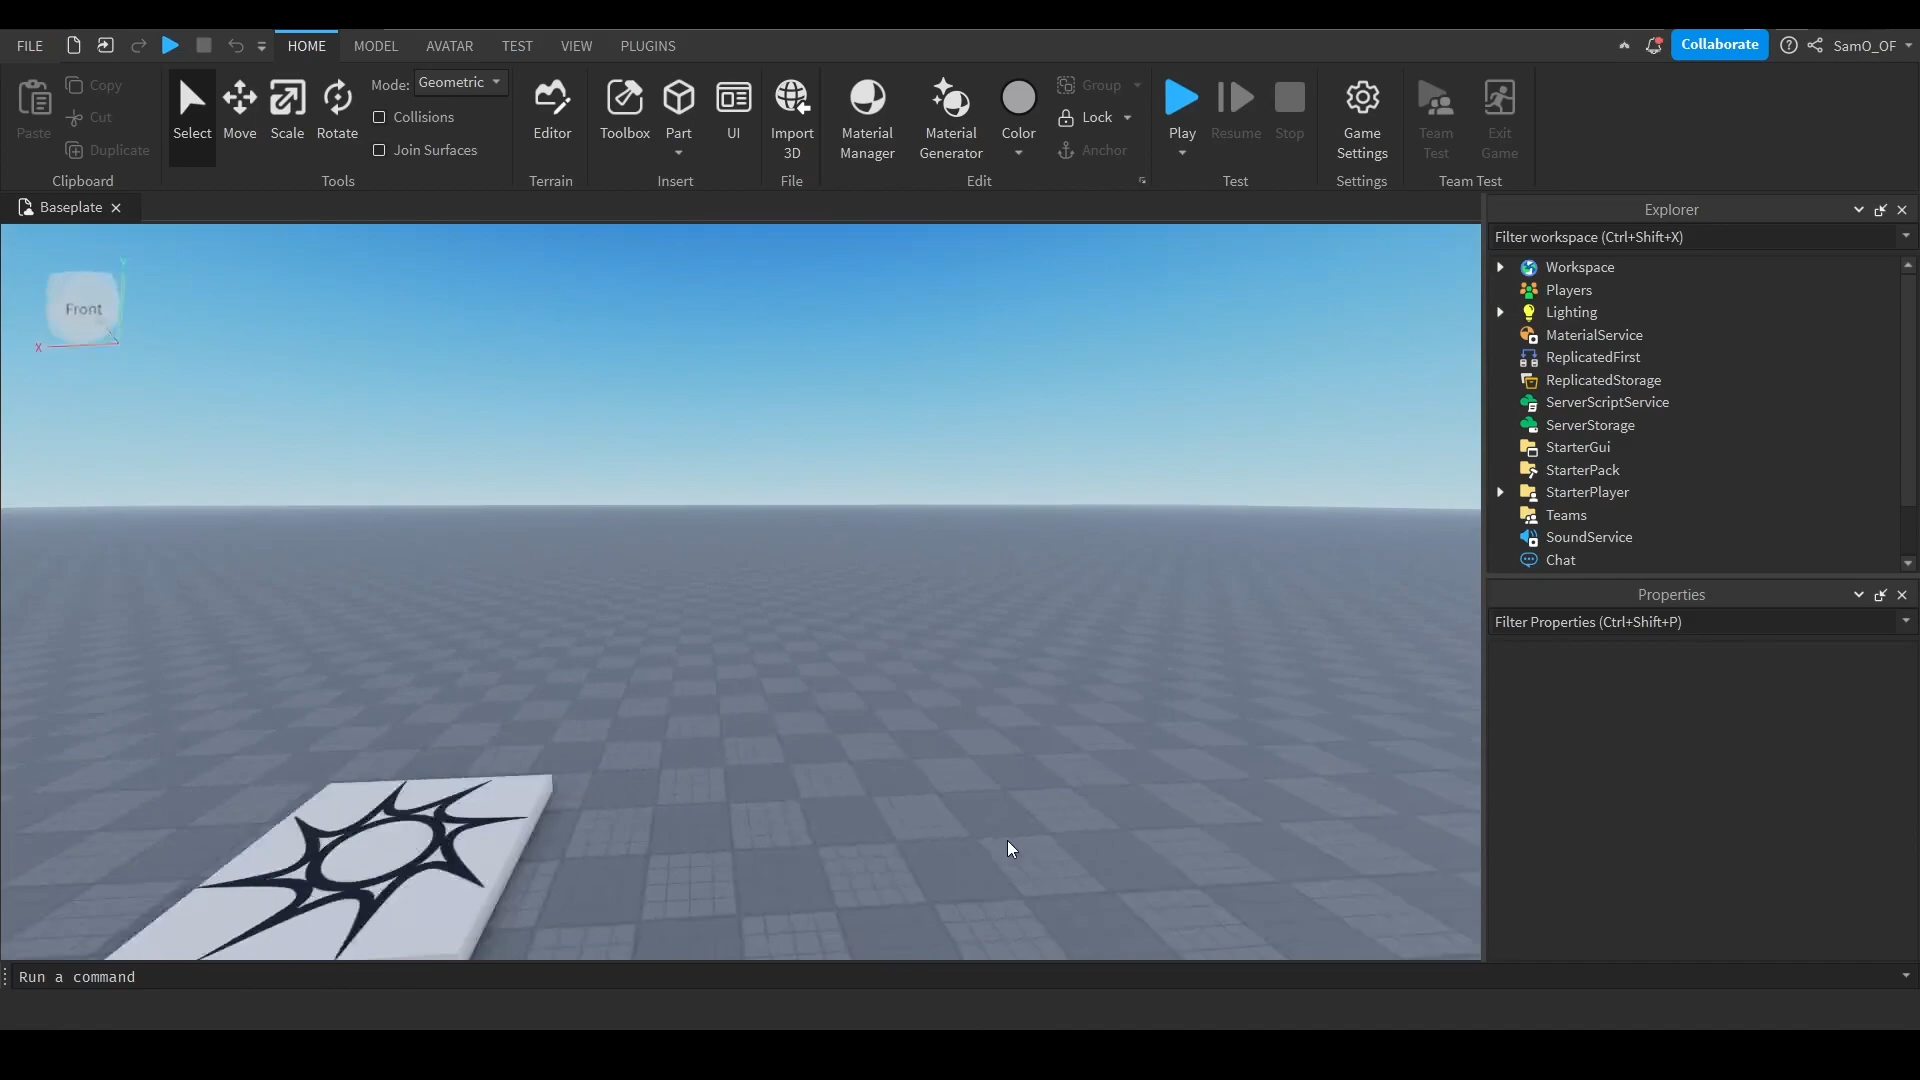 FILE
HOME
MODEL
AVATAR
TEST
VIEW
PLUGINS
Collaborate
SamO_OF
Paste
Copy
Cut
Duplicate
Clipboard
Select
Move
Scale
Rotate
Mode: Geometric
Collisions
Join Surfaces
Tools
Editor
Terrain
Toolbox
Part
UI
Insert
Import
3D
File
Material
Manager
Material
Generator
Color
Group
Lock
Anchor
Edit
Play
Resume
Stop
Test
Game
Settings
Settings
Team
Test
Exit
Game
Team Test
Baseplate
Front
X
Y
Explorer
Filter workspace (Ctrl+Shift+X)
Workspace
Players
Lighting
MaterialService
ReplicatedFirst
ReplicatedStorage
ServerScriptService
ServerStorage
StarterGui
StarterPack
StarterPlayer
Teams
SoundService
Chat
Properties
Filter Properties (Ctrl+Shift+P)
Run a command